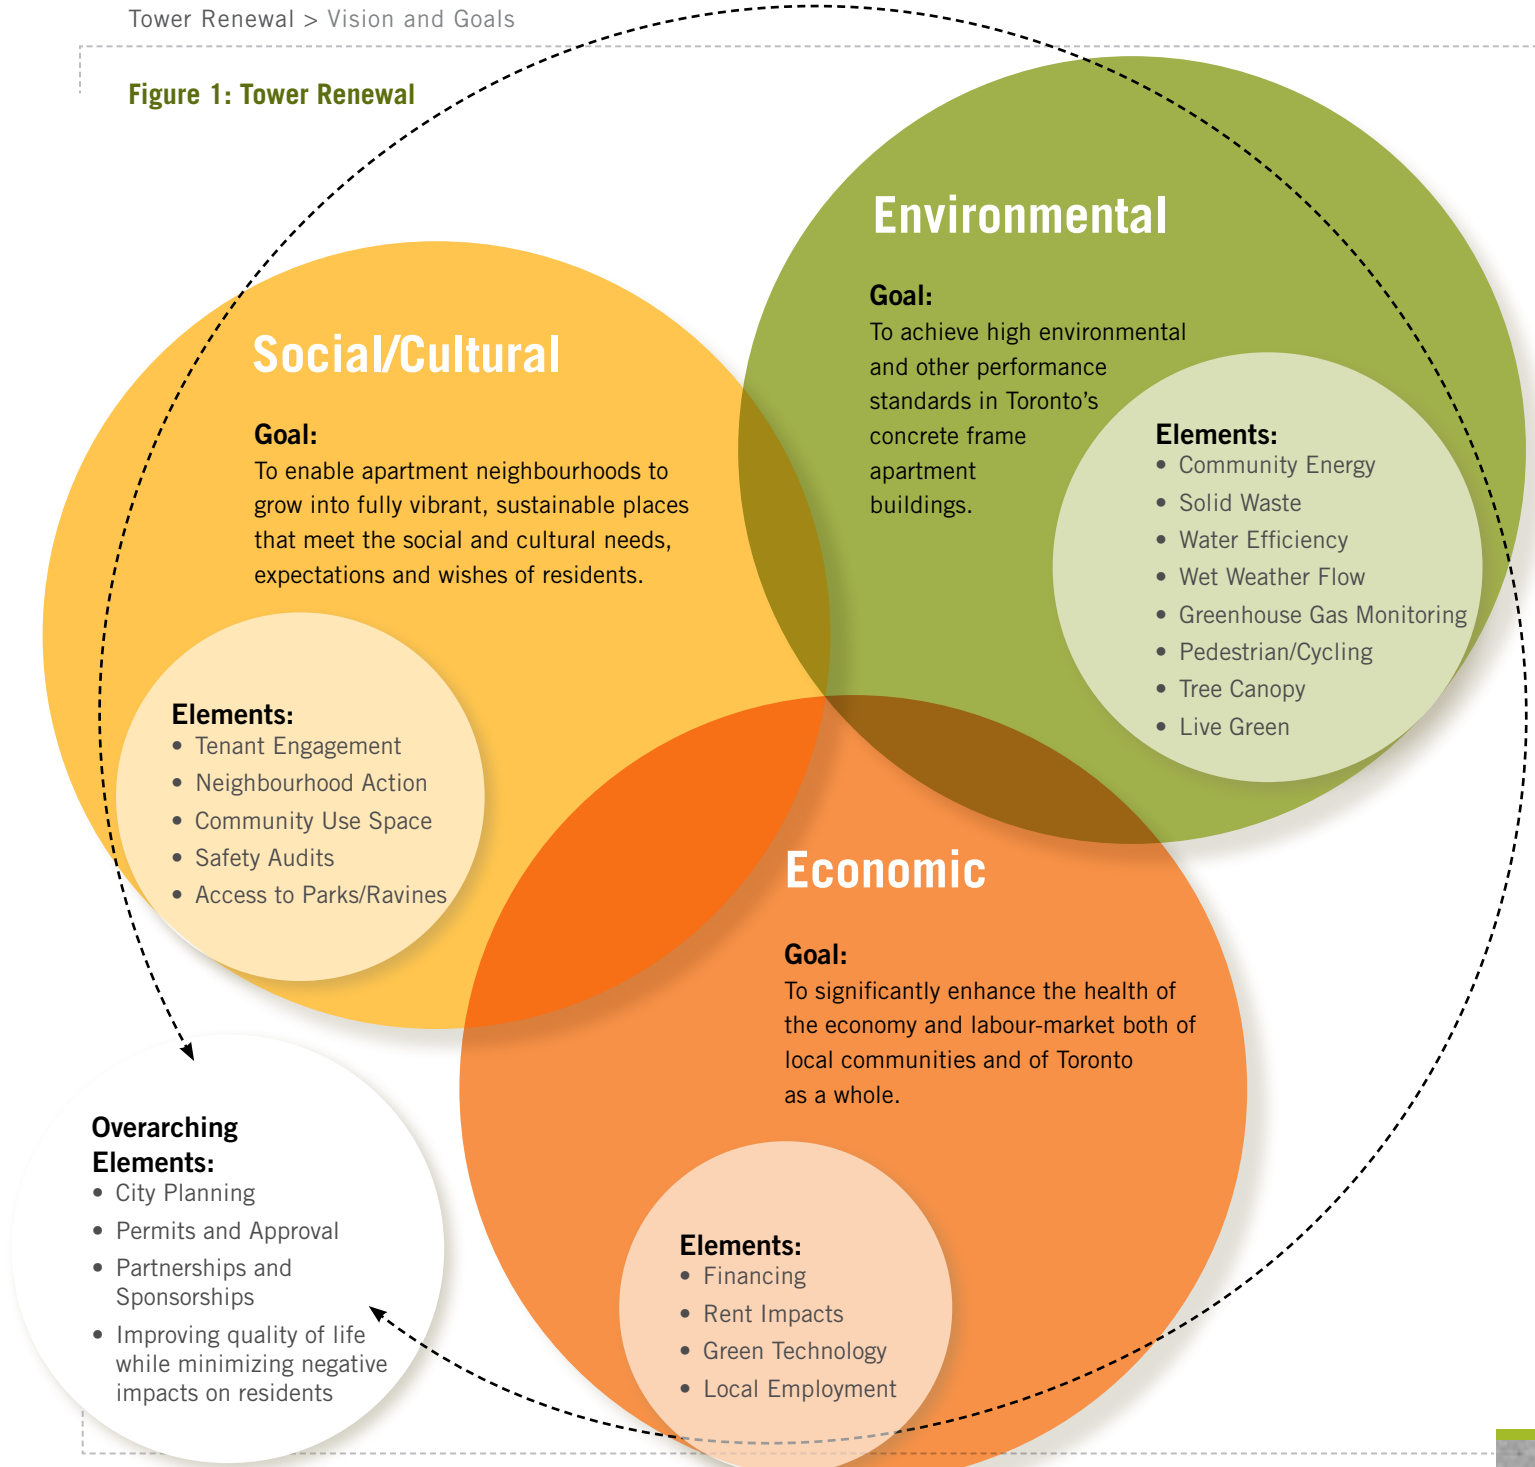 Tower Renewal > Vision and Goals
Figure 1: Tower Renewal
Environmental
Goal:
To achieve high environmental
and other performance
standards in Toronto’s
concrete frame
apartment
buildings.
Elements:
• Community Energy
• Solid Waste
• Water Efficiency
• Wet Weather Flow
• Greenhouse Gas Monitoring
• Pedestrian/Cycling
• Tree Canopy
• Live Green
Social/Cultural
Goal:
To enable apartment neighbourhoods to
grow into fully vibrant, sustainable places
that meet the social and cultural needs,
expectations and wishes of residents.
Elements:
• Tenant Engagement
• Neighbourhood Action
• Community Use Space
• Safety Audits
• Access to Parks/Ravines
Economic
Goal:
To significantly enhance the health of
the economy and labour-market both of
local communities and of Toronto
as a whole.
Elements:
• Financing
• Rent Impacts
• Green Technology
• Local Employment
Overarching
Elements:
• City Planning
• Permits and Approval
• Partnerships and
Sponsorships
• Improving quality of life
while minimizing negative
impacts on residents